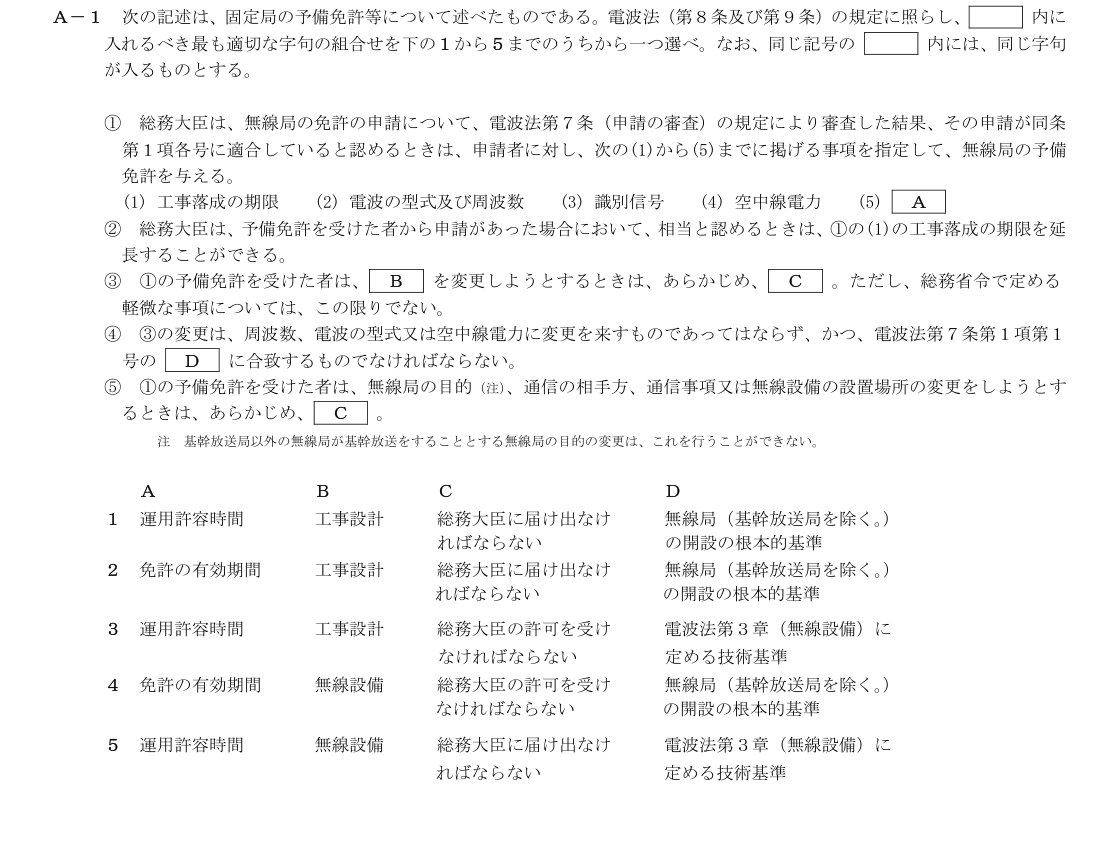 A－1　次の記述は、固定局の予備免許等について述べたものである。電波法（第８条及び第９条）の規定に照らし、　　　内に
入れるべき最も適切な字句の組合せを下の1から5までのうちから一つ選べ。なお、同じ記号の　　　内には、同じ字句
が入るものとする。
①　総務大臣は、無線局の免許の申請について、電波法第７条（申請の審査）の規定により審査した結果、その申請が同条
第１項各号に適合していると認めるときは、申請者に対し、次の(1)から(5)までに掲げる事項を指定して、無線局の予備
免許を与える。
(1) 工事落成の期限　(2) 電波の型式及び周波数　(3) 識別信号　(4) 空中線電力　(5) A
②　総務大臣は、予備免許を受けた者から申請があった場合において、相当と認めるときは、①の(1)の工事落成の期限を延
長することができる。
③　①の予備免許を受けた者は、 B を変更しようとするときは、あらかじめ、 C 。ただし、総務省令で定める
軽微な事項については、この限りでない。
④　③の変更は、周波数、電波の型式又は空中線電力に変更を来すものであってはならず、かつ、電波法第７条第１項第１
号の D に合致するものでなければならない。
⑤　①の予備免許を受けた者は、無線局の目的（注）、通信の相手方、通信事項又は無線設備の設置場所の変更をしようとす
るときは、あらかじめ、 C 。
注　基幹放送局以外の無線局が基幹放送をすることとする無線局の目的の変更は、これを行うことができない。
A　B　C　D
1　運用許容時間　工事設計　総務大臣に届け出なけ　無線局（基幹放送局を除く。）
ればならない　の開設の根本的基準
2　免許の有効期間　工事設計　総務大臣に届け出なけ　無線局（基幹放送局を除く。）
ればならない　の開設の根本的基準
3　運用許容時間　工事設計　総務大臣の許可を受け　電波法第３章（無線設備）に
なければならない　定める技術基準
4　免許の有効期間　無線設備　総務大臣の許可を受け　無線局（基幹放送局を除く。）
なければならない　の開設の根本的基準
5　運用許容時間　無線設備　総務大臣に届け出なけ　電波法第３章（無線設備）に
ればならない　定める技術基準